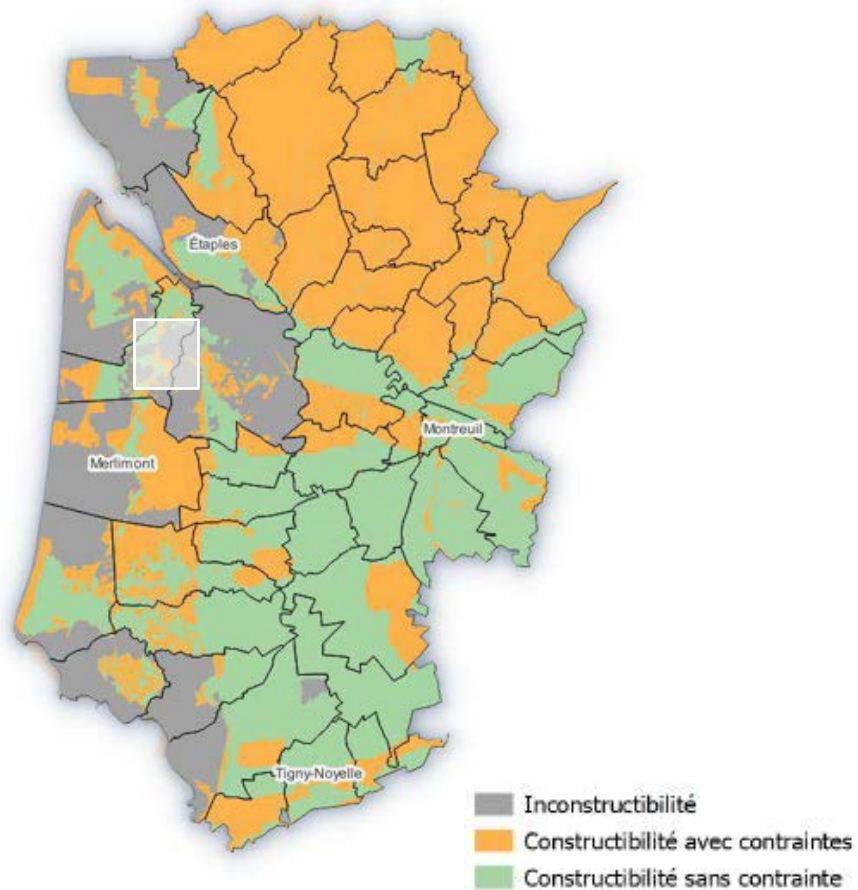 Étaples
Montreuil
Merlimont
Tigny-Noyelle
Inconstructibilité
Constructibilité avec contraintes
Constructibilité sans contrainte